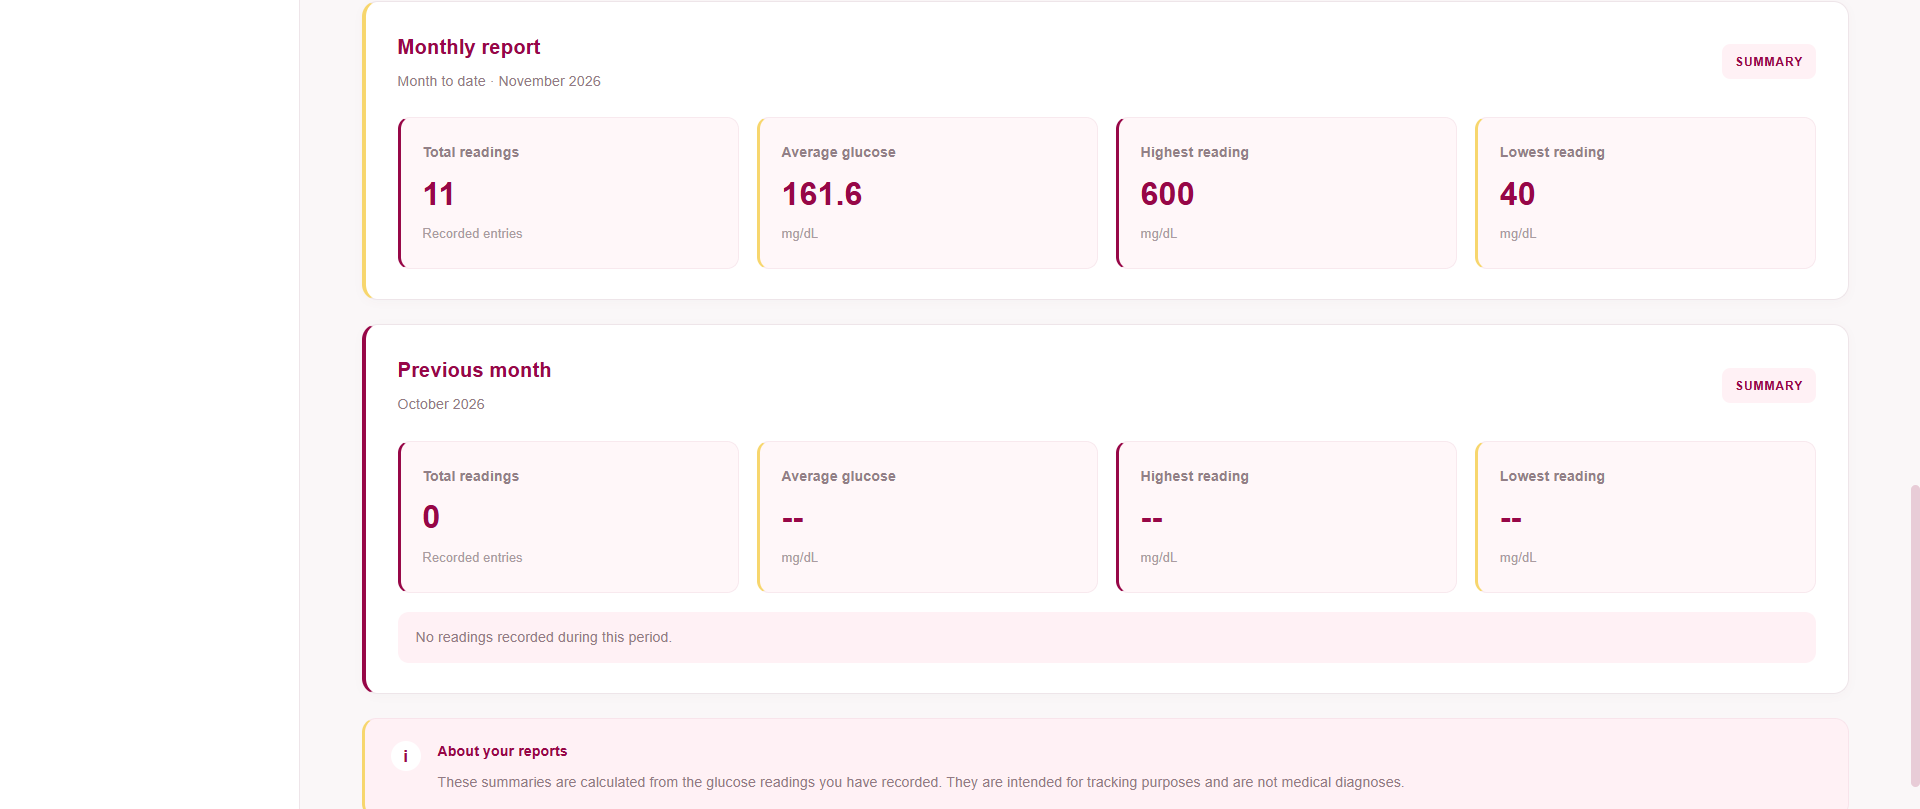 Monthly report
Month to date · November 2026
SUMMARY
Total readings
11
Recorded entries
Average glucose
161.6
mg/dL
Highest reading
600
mg/dL
Lowest reading
40
mg/dL
Previous month
October 2026
SUMMARY
Total readings
0
Recorded entries
Average glucose
--
mg/dL
Highest reading
--
mg/dL
Lowest reading
--
mg/dL
No readings recorded during this period.
i
About your reports
These summaries are calculated from the glucose readings you have recorded. They are intended for tracking purposes and are not medical diagnoses.